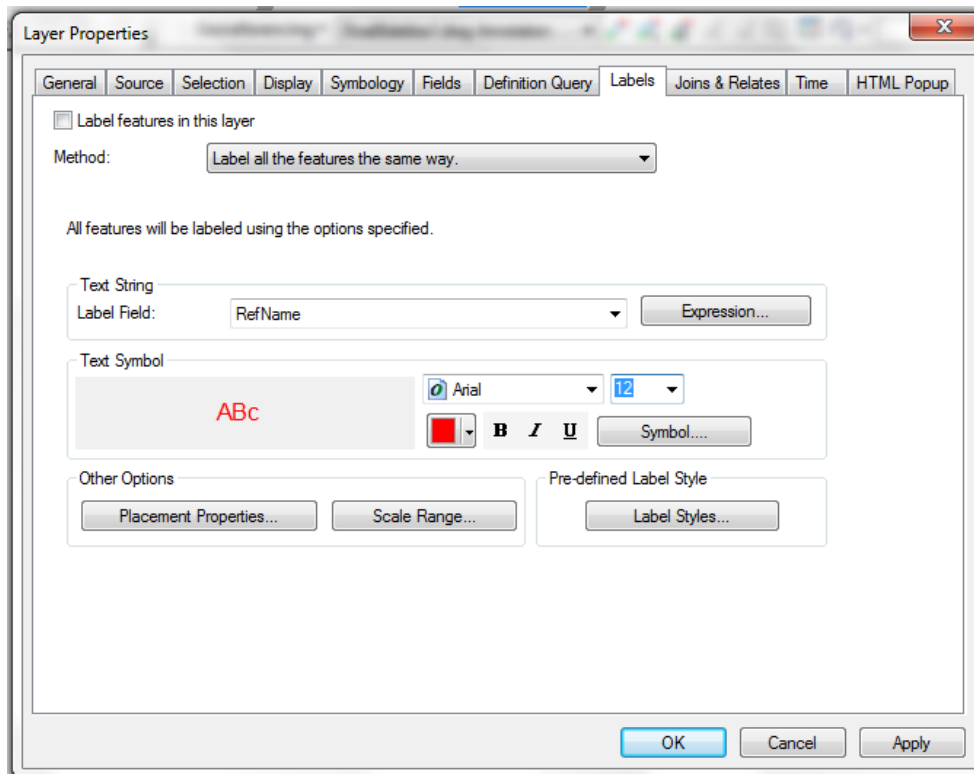 Layer Properties
General Source Selection Display Symbology Fields Definition Query Labels Joins & Relates Time HTML Popup
Label features in this layer
Method: Label all the features the same way.
All features will be labeled using the options specified.
Text String
Label Field: RefName Expression...
Text Symbol
ABc
Arial 12
B I U Symbol....
Other Options Pre-defined Label Style
Placement Properties... Scale Range... Label Styles...
OK Cancel Apply